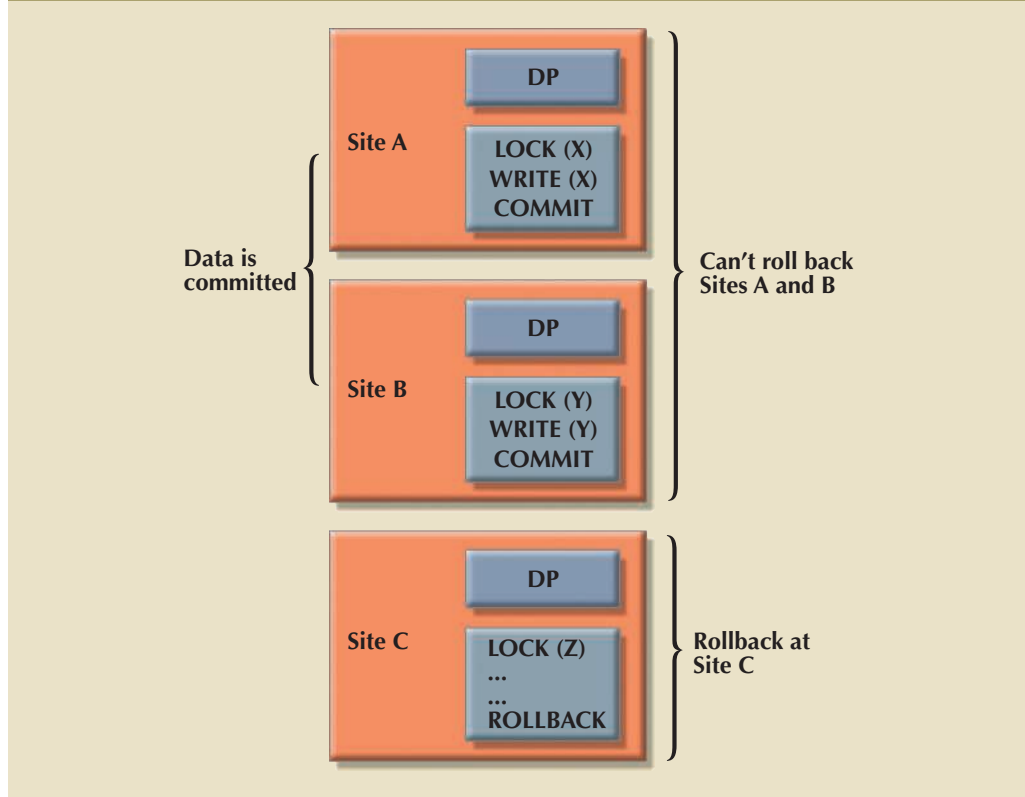 DP
Site A
LOCK (X)
WRITE (X)
COMMIT
Data is
committed
Can't roll back
Sites A and B
DP
Site B
LOCK (Y)
WRITE (Y)
COMMIT
DP
Site C
LOCK (Z)
...
...
ROLLBACK
Rollback at
Site C